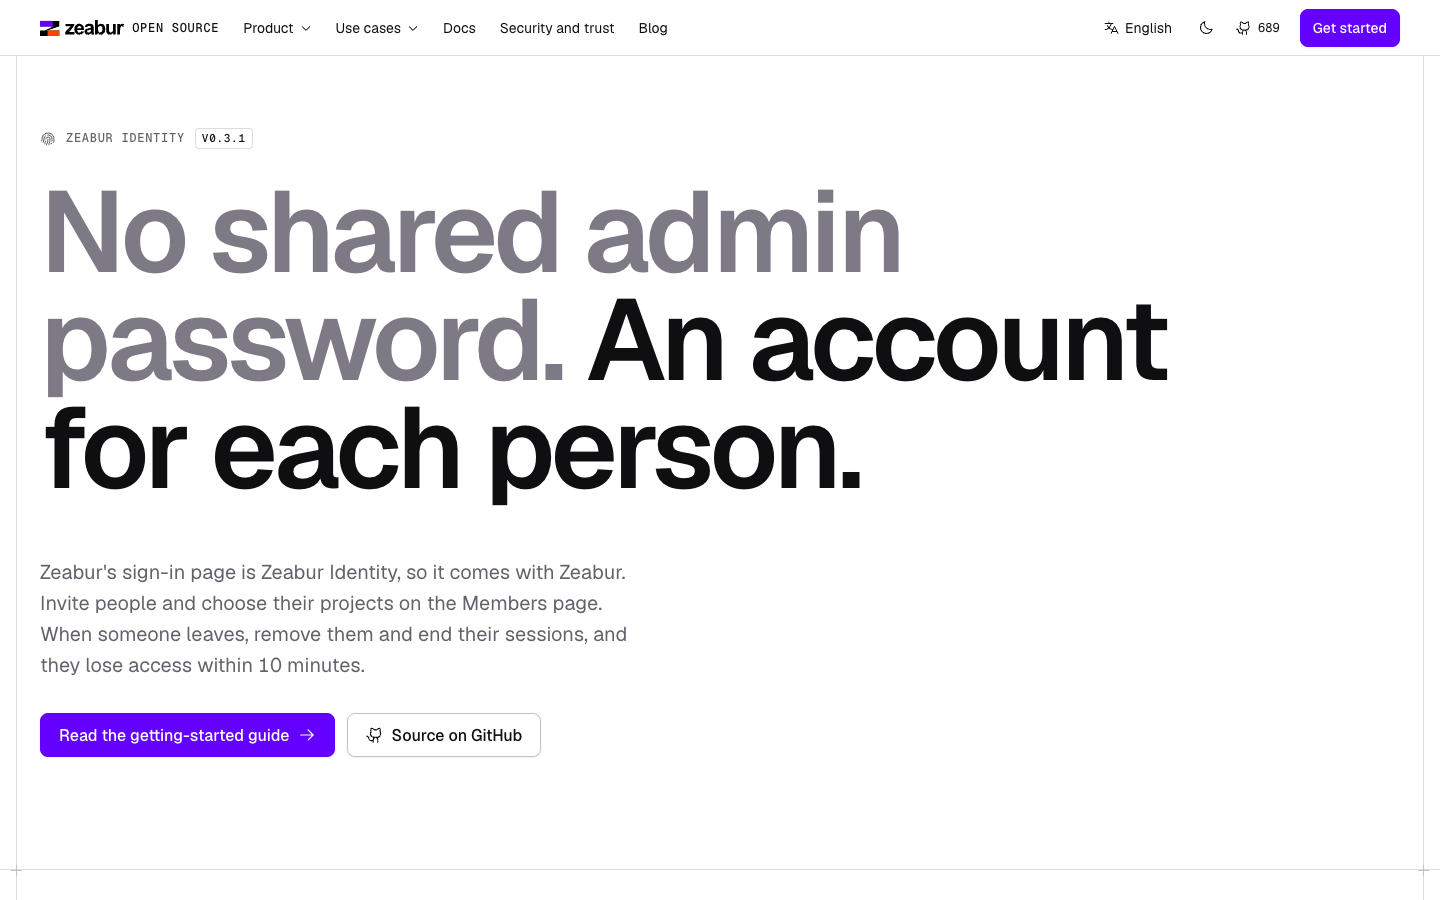 zeabur OPEN SOURCE Product Use cases Docs Security and trust Blog English 689 Get started
ZEABUR IDENTITY V0.3.1
No shared admin
password. An account
for each person.
Zeabur's sign-in page is Zeabur Identity, so it comes with Zeabur.
Invite people and choose their projects on the Members page.
When someone leaves, remove them and end their sessions, and
they lose access within 10 minutes.
Read the getting-started guide Source on GitHub